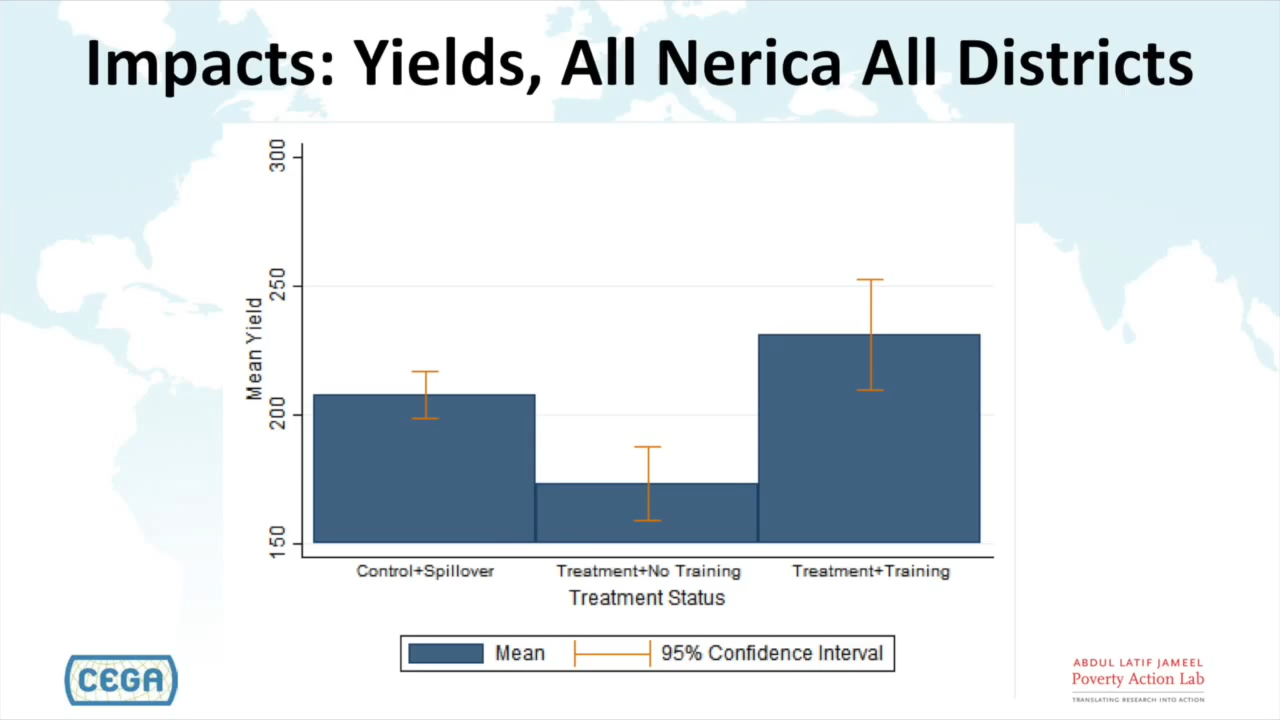 Impacts: Yields, All Nerica All Districts
300
250
200
150
Mean Yield
Control+Spillover
Treatment+No Training
Treatment+Training
Treatment Status
Mean
95% Confidence Interval
CEGA
ABDUL LATIF JAMEEL
Poverty Action Lab
TRANSLATING RESEARCH INTO ACTION